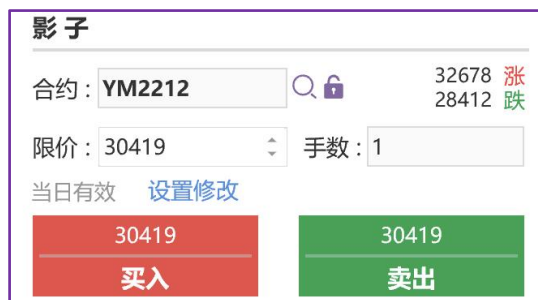 影子
合约：YM2212
32678 涨
28412 跌
限价：30419
手数：1
当日有效 设置修改
30419
买入
30419
卖出